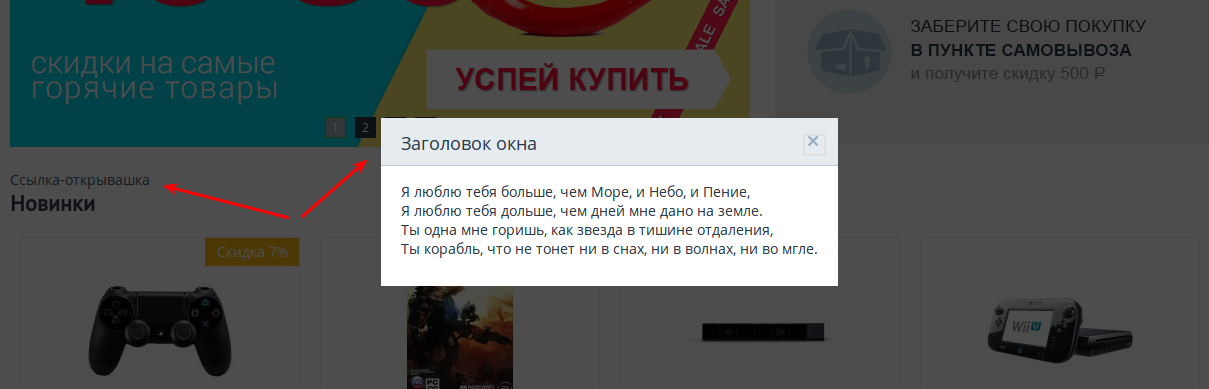 скидки на самые
горячие товары
УСПЕЙ КУПИТЬ
SALE SA
ЗАБЕРИТЕ СВОЮ ПОКУПКУ
В ПУНКТЕ САМОВЫВОЗА
и получите скидку 500 ₽
1 2
Заголовок окна
×
Я люблю тебя больше, чем Море, и Небо, и Пение,
Я люблю тебя дольше, чем дней мне дано на земле.
Ты одна мне горишь, как звезда в тишине отдаления,
Ты корабль, что не тонет ни в снах, ни в волнах, ни во мгле.
Ссылка-открывашка
Новинки
Скидка 7%
Wii U